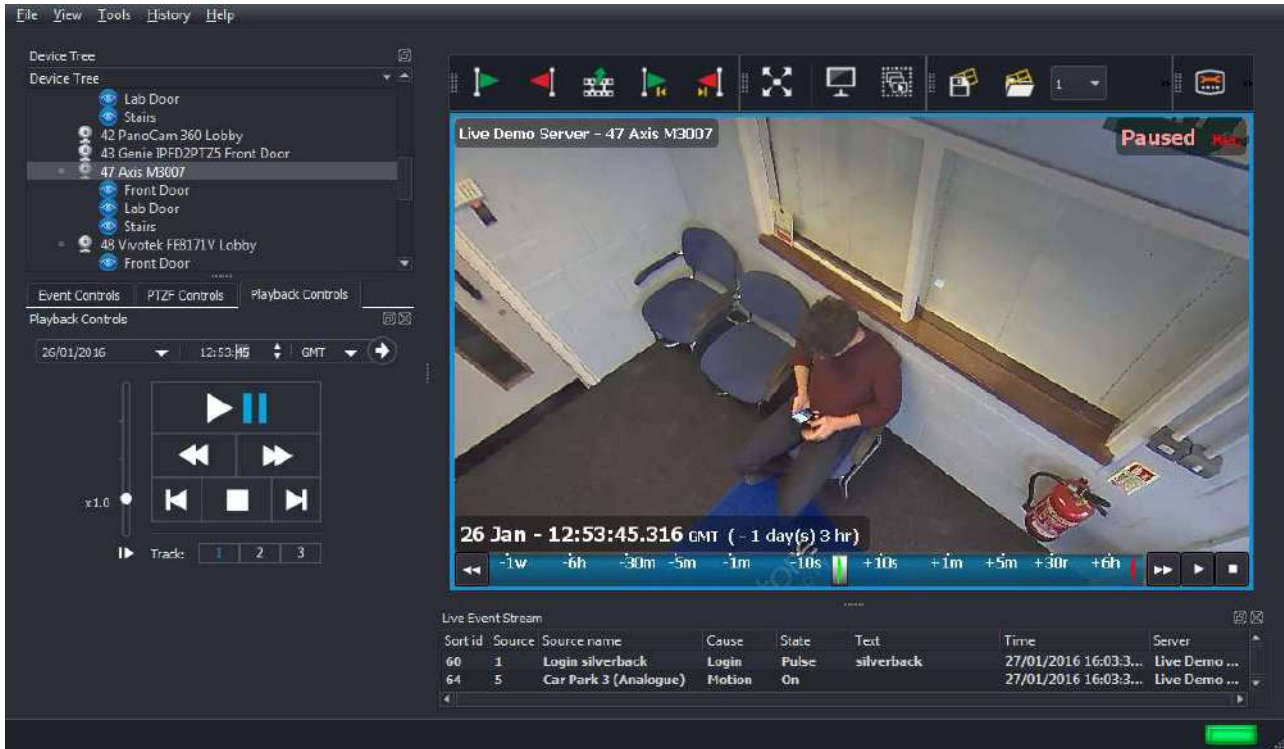 File View Tools History Help
Device Tree
Device Tree
Lab Door
Stairs
42 PanoCam 360 Lobby
43 Genie IPFD2PTZ5 Front Door
47 Axis M3007
Front Door
Lab Door
Stairs
48 Vivotek FE8171V Lobby
Front Door
Event Controls PTZF Controls Playback Controls
Playback Controls
26/01/2016 12:53:45 GMT
x1.0
Track: 1 2 3
1
Live Demo Server - 47 Axis M3007
Paused
26 Jan - 12:53:45.316 GMT ( - 1 day(s) 3 hr)
-1w -6h -30m -5m -1m -10s +10s +1m +5m +30m +6h
Live Event Stream
Sort id Source Source name Cause State Text Time Server
60 1 Login silverback Login Pulse silverback 27/01/2016 16:03:3... Live Demo ...
64 5 Car Park 3 (Analogue) Motion On 27/01/2016 16:03:3... Live Demo ...